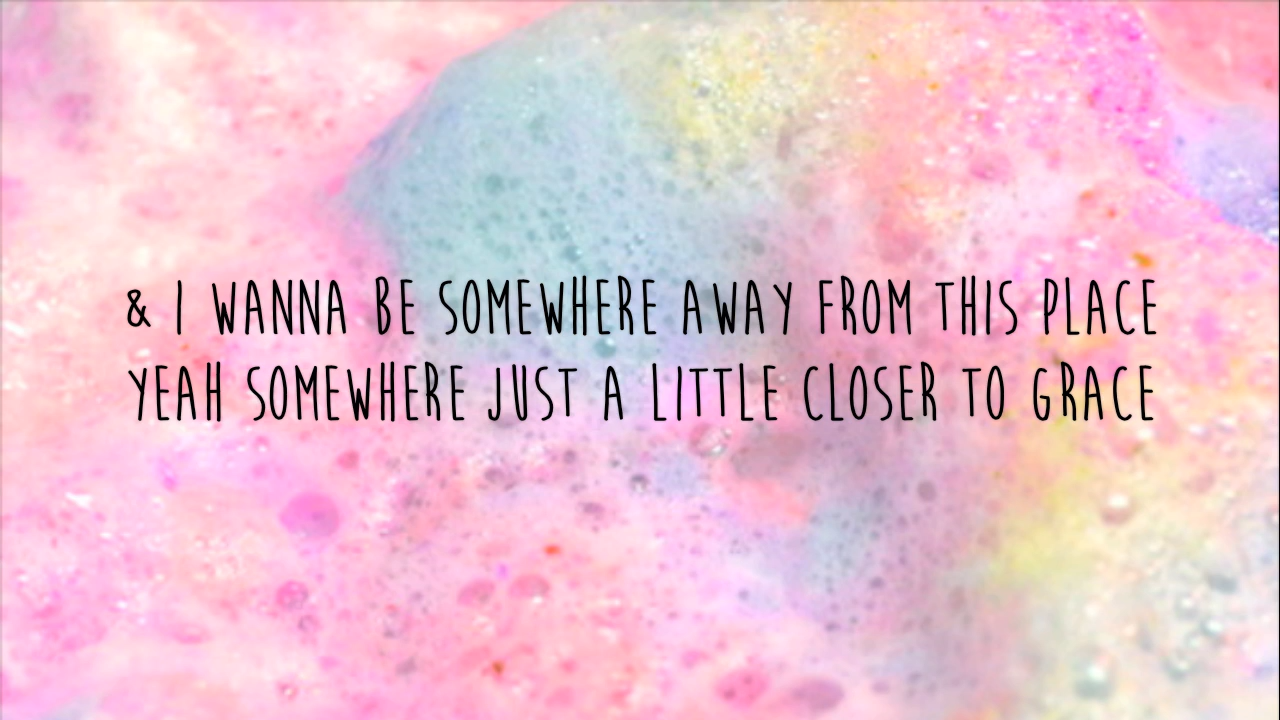 & I WANNA BE SOMEWHERE AWAY FROM THIS PLACE
YEAH SOMEWHERE JUST A LITTLE CLOSER TO GRACE